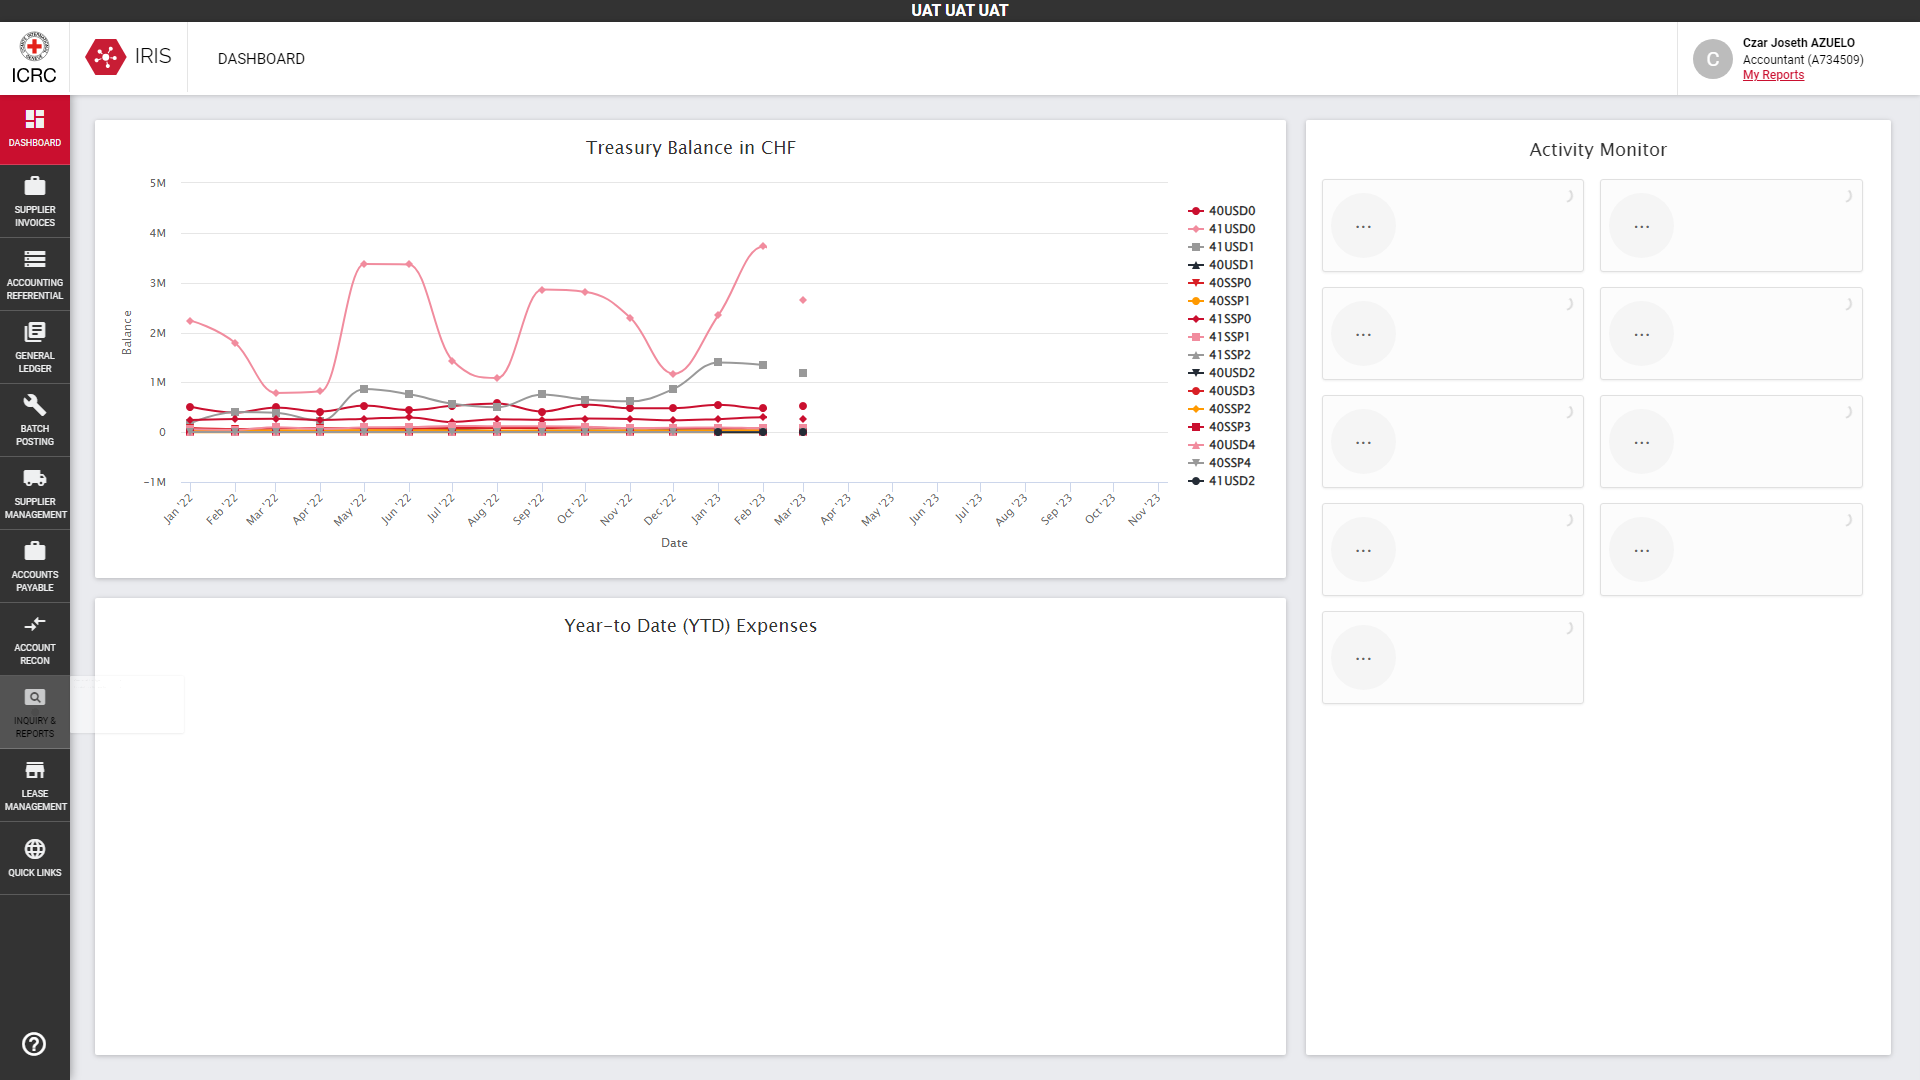 UAT UAT UAT
ICRC
IRIS
DASHBOARD
C
Czar Joseth AZUELO
Accountant (A734509)
My Reports
DASHBOARD
SUPPLIER
INVOICES
ACCOUNTING
REFERENTIAL
GENERAL
LEDGER
BATCH
POSTING
SUPPLIER
MANAGEMENT
ACCOUNTS
PAYABLE
ACCOUNT
RECON
INQUIRY &
REPORTS
LEASE
MANAGEMENT
QUICK LINKS
Treasury Balance in CHF
Balance
5M
4M
3M
2M
1M
0
-1M
Jan '22
Feb '22
Mar '22
Apr '22
May '22
Jun '22
Jul '22
Aug '22
Sep '22
Oct '22
Nov '22
Dec '22
Jan '23
Feb '23
Mar '23
Apr '23
May '23
Jun '23
Jul '23
Aug '23
Sep '23
Oct '23
Nov '23
Date
40USD0
41USD0
41USD1
40USD1
40SSP0
40SSP1
41SSP0
41SSP1
41SSP2
40USD2
40USD3
40SSP2
40SSP3
40USD4
40SSP4
41USD2
Year-to Date (YTD) Expenses
Activity Monitor
...
...
...
...
...
...
...
...
...